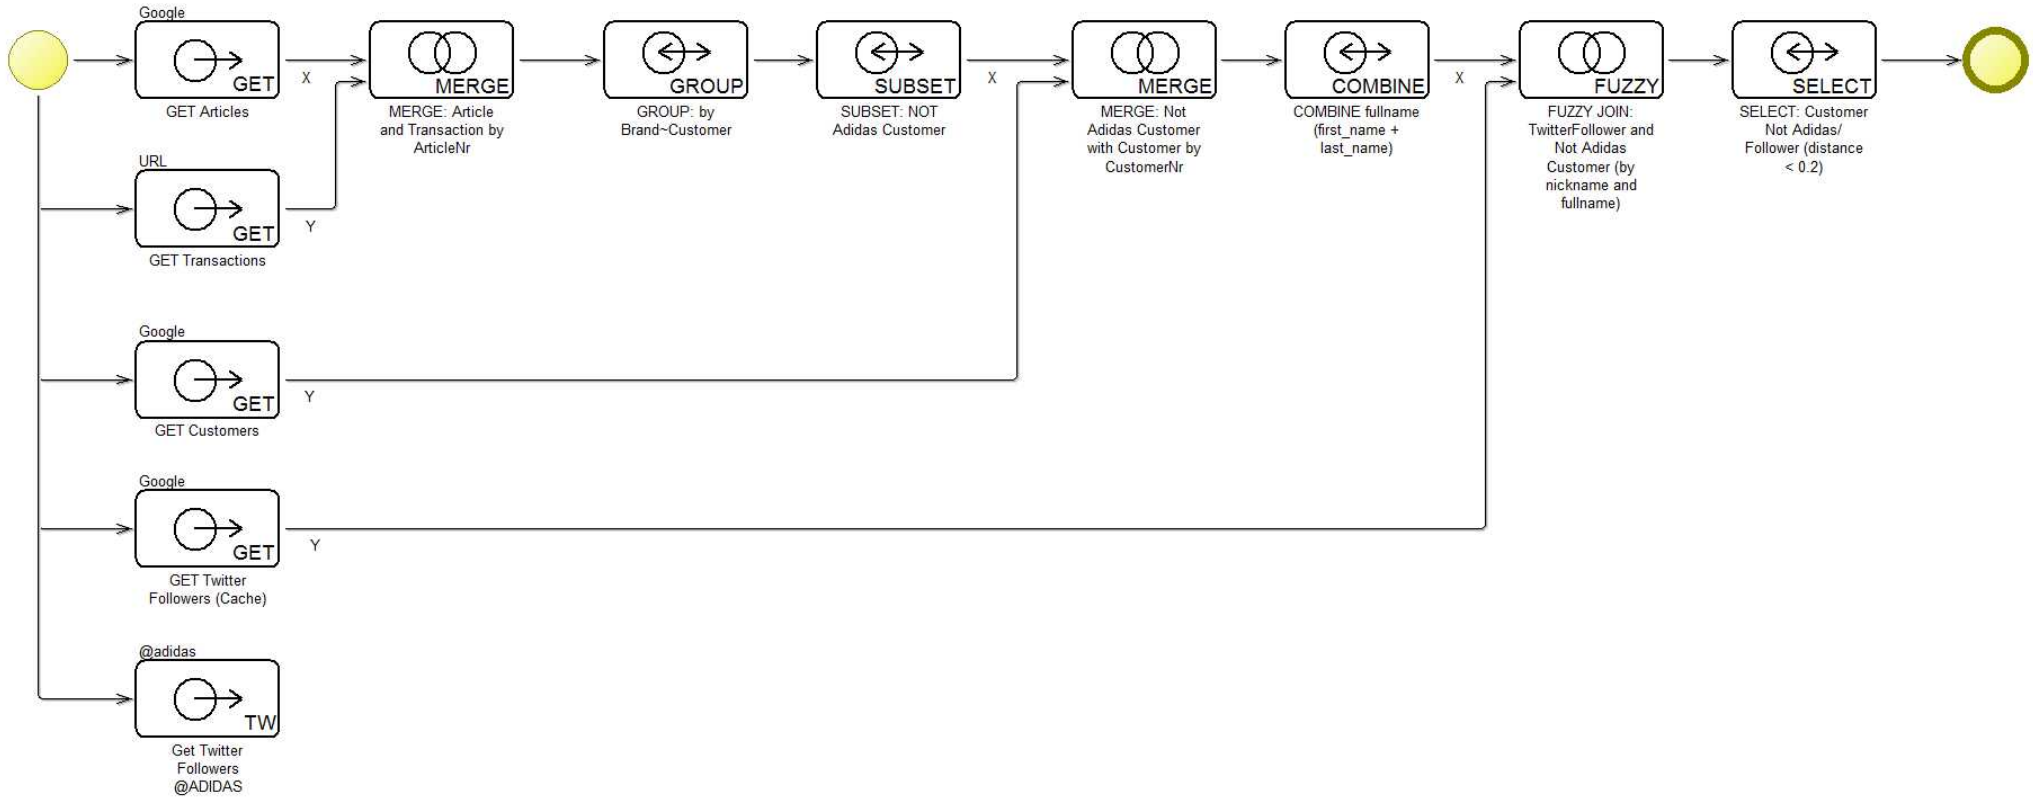 Google
GET
GET Articles
X
MERGE
MERGE: Article
and Transaction by
ArticleNr
GROUP
GROUP: by
Brand~Customer
SUBSET
SUBSET: NOT
Adidas Customer
X
MERGE
MERGE: Not
Adidas Customer
with Customer by
CustomerNr
COMBINE
COMBINE fullname
(first_name +
last_name)
X
FUZZY
FUZZY JOIN:
TwitterFollower and
Not Adidas
Customer (by
nickname and
fullname)
SELECT
SELECT: Customer
Not Adidas/
Follower (distance
< 0.2)
URL
GET
GET Transactions
Y
Google
GET
GET Customers
Y
Google
GET
GET Twitter
Followers (Cache)
Y
@adidas
TW
Get Twitter
Followers
@ADIDAS